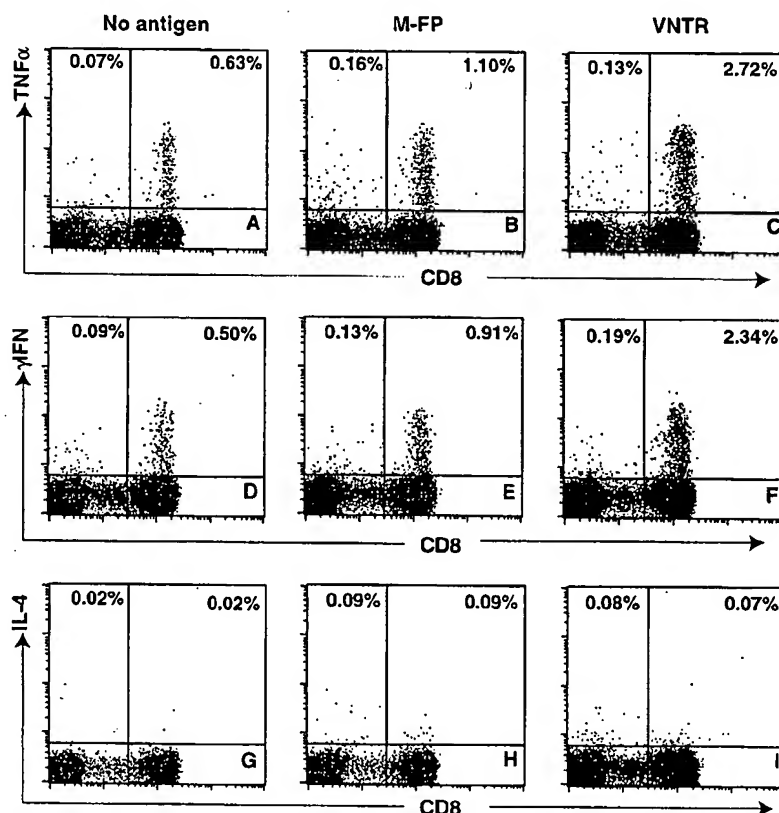 No antigen M-FP VNTR
TNFα
0.07% 0.63% 0.16% 1.10% 0.13% 2.72%
A B C
CD8
γIFN
0.09% 0.50% 0.13% 0.91% 0.19% 2.34%
D E F
CD8
IL-4
0.02% 0.02% 0.09% 0.09% 0.08% 0.07%
G H I
CD8